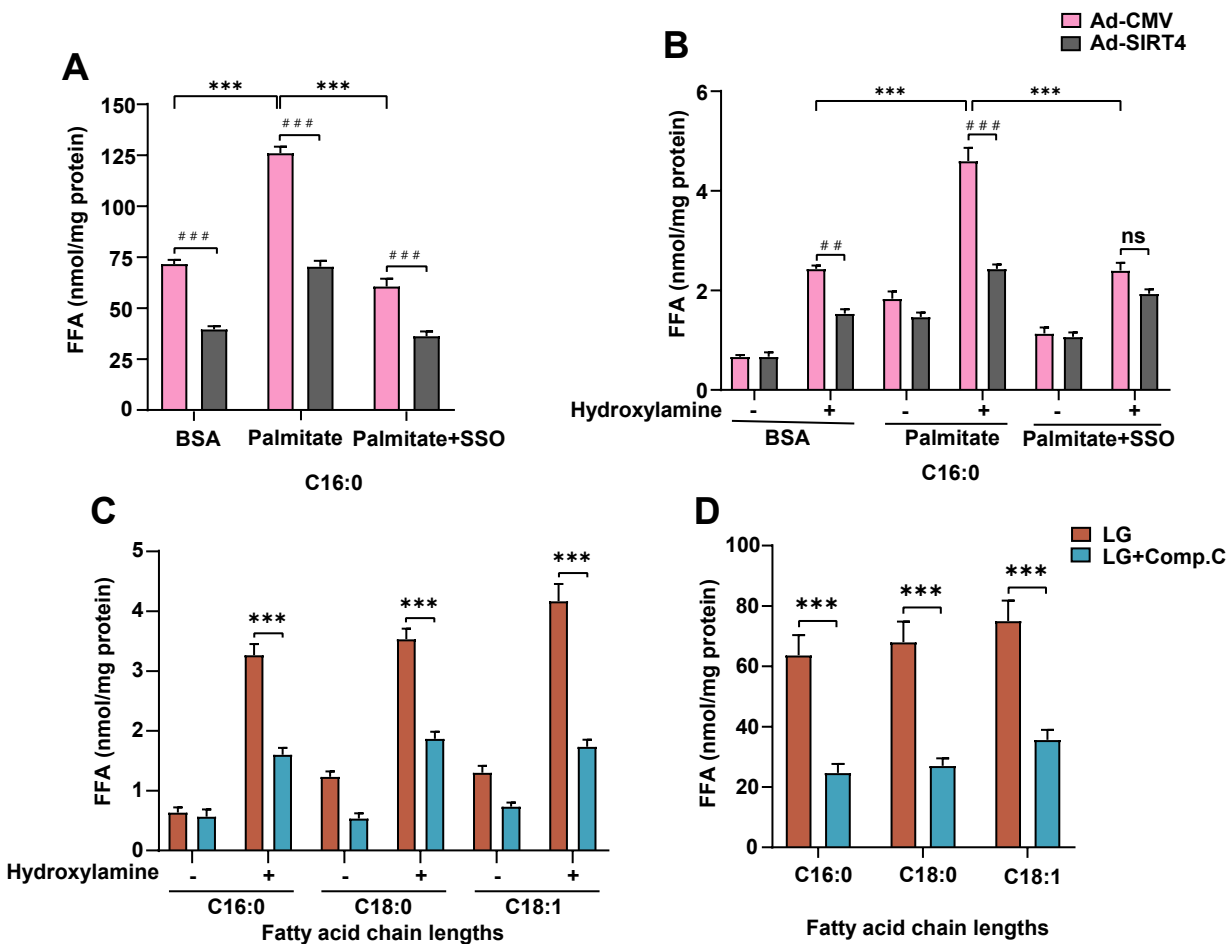 Ad-CMV
Ad-SIRT4
A
***
***
###
###
###
150
125
100
75
50
25
0
FFA (nmol/mg protein)
BSA
Palmitate
Palmitate+SSO
C16:0
B
***
***
##
###
ns
6
4
2
0
FFA (nmol/mg protein)
Hydroxylamine - + - + - +
BSA
Palmitate
Palmitate+SSO
C16:0
C
***
***
***
5
4
3
2
1
0
FFA (nmol/mg protein)
Hydroxylamine - + - + - +
C16:0
C18:0
C18:1
Fatty acid chain lengths
D
LG
LG+Comp.C
***
***
***
100
80
60
40
20
0
FFA (nmol/mg protein)
C16:0
C18:0
C18:1
Fatty acid chain lengths